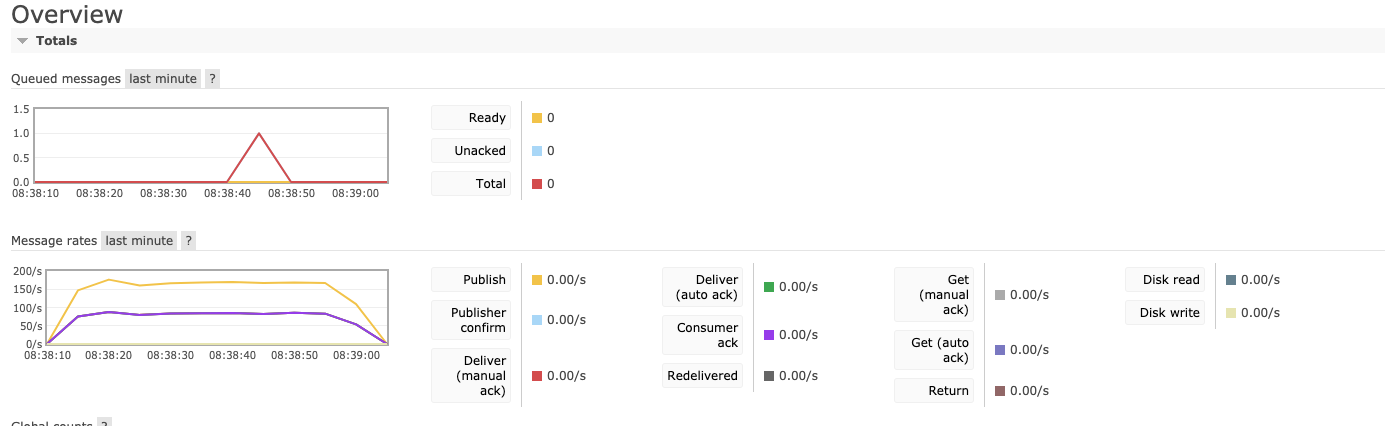 Overview
Totals
Queued messages last minute ?
1.5
1.0
0.5
0.0
08:38:10 08:38:20 08:38:30 08:38:40 08:38:50 08:39:00
Ready 0
Unacked 0
Total 0
Message rates last minute ?
200/s
150/s
100/s
50/s
0/s
08:38:10 08:38:20 08:38:30 08:38:40 08:38:50 08:39:00
Publish 0.00/s
Publisher
confirm 0.00/s
Deliver
(manual
ack) 0.00/s
Deliver
(auto ack) 0.00/s
Consumer
ack 0.00/s
Redelivered 0.00/s
Get
(manual
ack) 0.00/s
Get (auto
ack) 0.00/s
Return 0.00/s
Disk read 0.00/s
Disk write 0.00/s
Global counts ?